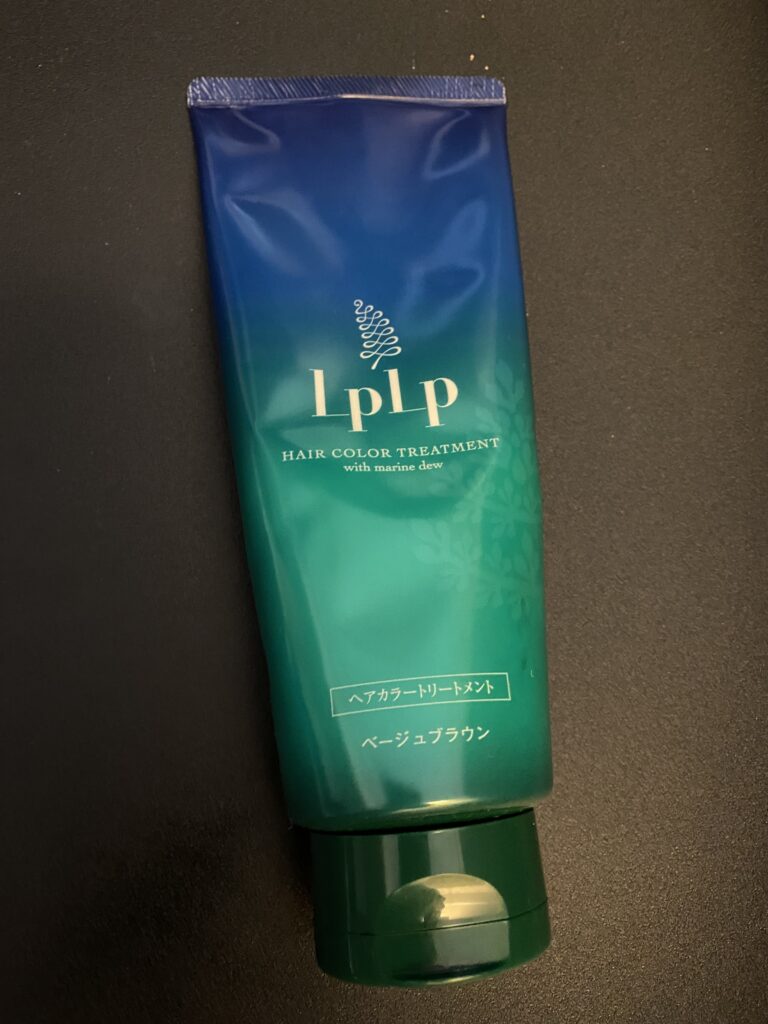 LpLp
HAIR COLOR TREATMENT
with marine dew
ヘアカラートリートメント
ベージュブラウン